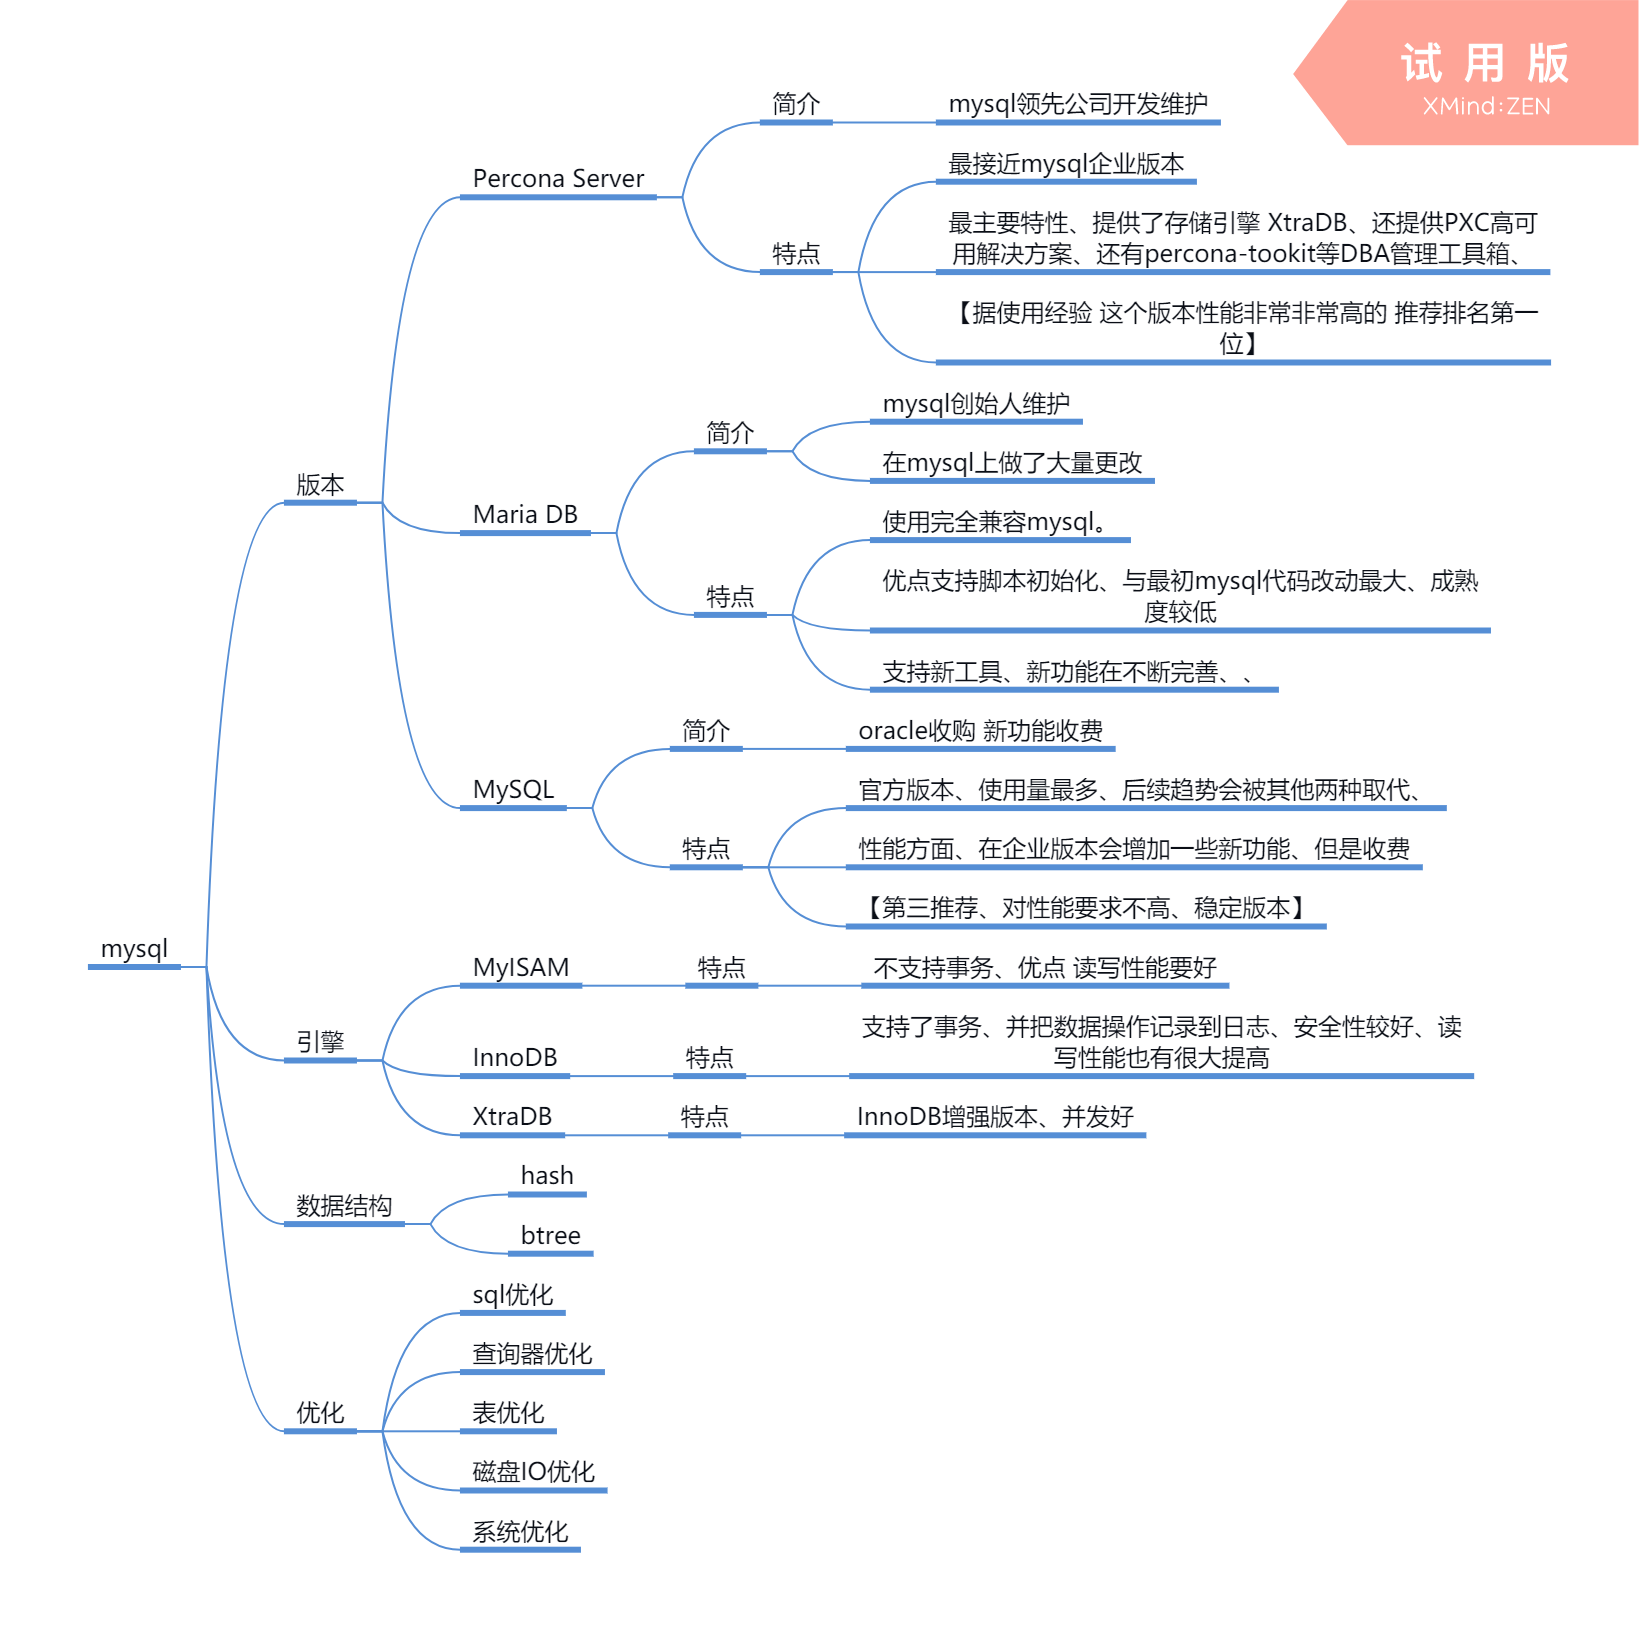 试用版
XMind:ZEN
mysql
版本
Percona Server
简介
mysql领先公司开发维护
特点
最接近mysql企业版本
最主要特性、提供了存储引擎 XtraDB、还提供PXC高可
用解决方案、还有percona-tookit等DBA管理工具箱、
【据使用经验 这个版本性能非常非常高的 推荐排名第一
位】
Maria DB
简介
mysql创始人维护
在mysql上做了大量更改
特点
使用完全兼容mysql。
优点支持脚本初始化、与最初mysql代码改动最大、成熟
度较低
支持新工具、新功能在不断完善、、
MySQL
简介
oracle收购 新功能收费
特点
官方版本、使用量最多、后续趋势会被其他两种取代、
性能方面、在企业版本会增加一些新功能、但是收费
【第三推荐、对性能要求不高、稳定版本】
引擎
MyISAM
特点
不支持事务、优点 读写性能要好
InnoDB
特点
支持了事务、并把数据操作记录到日志、安全性较好、读
写性能也有很大提高
XtraDB
特点
InnoDB增强版本、并发好
数据结构
hash
btree
优化
sql优化
查询器优化
表优化
磁盘IO优化
系统优化